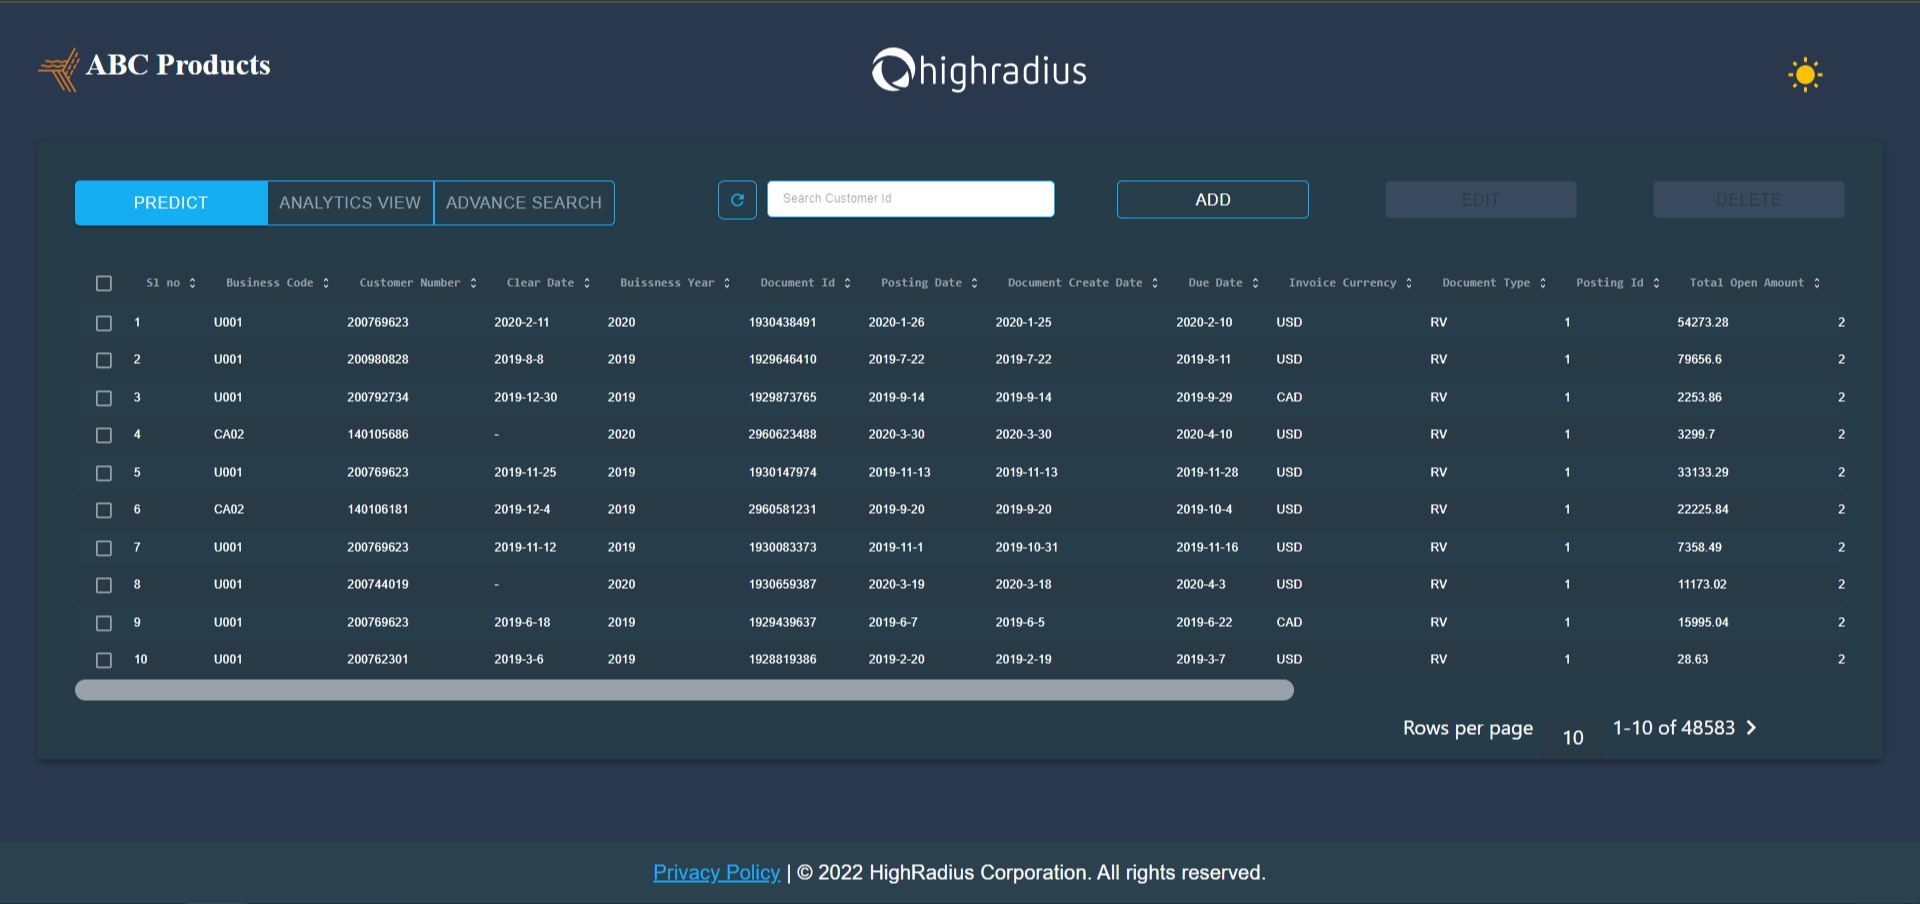 ABC Products
highradius
PREDICT ANALYTICS VIEW ADVANCE SEARCH Search Customer Id ADD EDIT DELETE
Sl no Business Code Customer Number Clear Date Buissness Year Document Id Posting Date Document Create Date Due Date Invoice Currency Document Type Posting Id Total Open Amount
1 U001 200769623 2020-2-11 2020 1930438491 2020-1-26 2020-1-25 2020-2-10 USD RV 1 54273.28 2
2 U001 200980828 2019-8-8 2019 1929646410 2019-7-22 2019-7-22 2019-8-11 USD RV 1 79656.6 2
3 U001 200792734 2019-12-30 2019 1929873765 2019-9-14 2019-9-14 2019-9-29 CAD RV 1 2253.86 2
4 CA02 140105686 - 2020 2960623488 2020-3-30 2020-3-30 2020-4-10 USD RV 1 3299.7 2
5 U001 200769623 2019-11-25 2019 1930147974 2019-11-13 2019-11-13 2019-11-28 USD RV 1 33133.29 2
6 CA02 140106181 2019-12-4 2019 2960581231 2019-9-20 2019-9-20 2019-10-4 USD RV 1 22225.84 2
7 U001 200769623 2019-11-12 2019 1930083373 2019-11-1 2019-10-31 2019-11-16 USD RV 1 7358.49 2
8 U001 200744019 - 2020 1930659387 2020-3-19 2020-3-18 2020-4-3 USD RV 1 11173.02 2
9 U001 200769623 2019-6-18 2019 1929439637 2019-6-7 2019-6-5 2019-6-22 CAD RV 1 15995.04 2
10 U001 200762301 2019-3-6 2019 1928819386 2019-2-20 2019-2-19 2019-3-7 USD RV 1 28.63 2
Rows per page 10 1-10 of 48583
Privacy Policy | © 2022 HighRadius Corporation. All rights reserved.